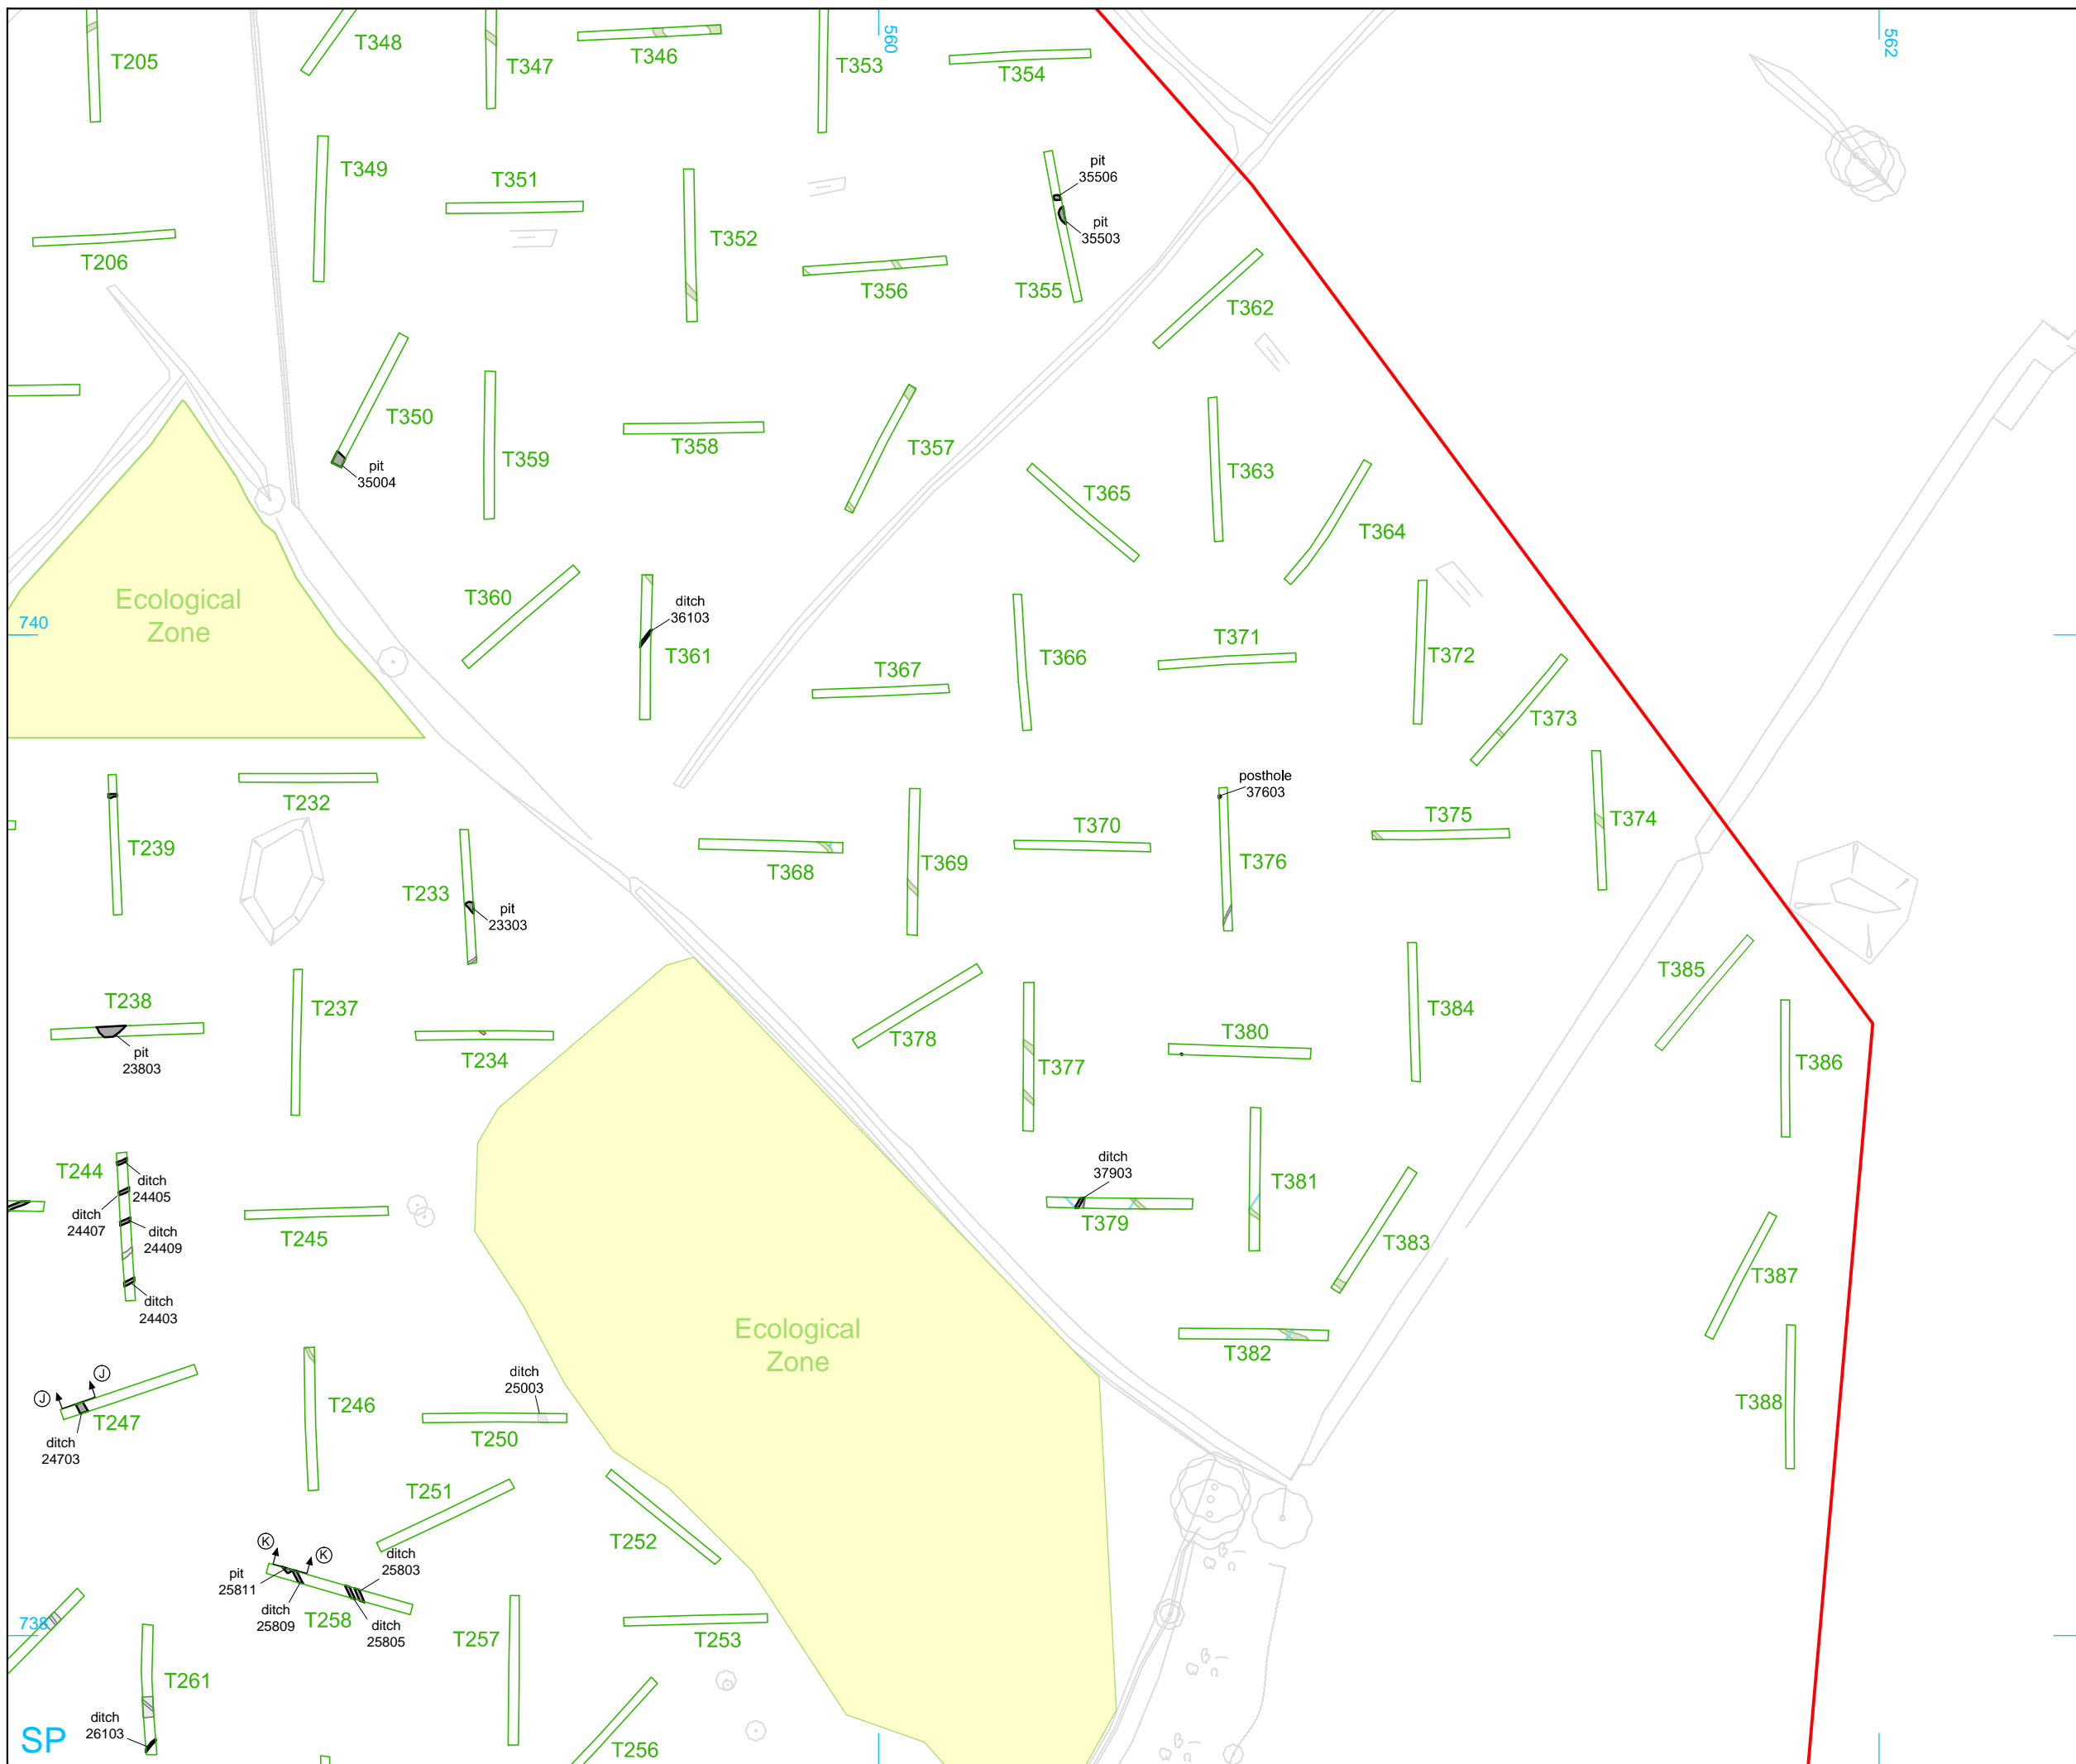 T205
T348
T347
T346
T353
560
T354
562
T349
T351
T352
pit
35506
pit
35503
T206
T356
T355
T362
T350
T359
T358
T357
T363
pit
35004
T365
T364
Ecological
Zone
T360
ditch
36103
740
T361
T367
T366
T371
T372
T373
T232
posthole
37603
T239
T233
T368
T369
T370
T376
T375
T374
pit
23303
T238
T237
pit
23803
T234
T378
T377
T380
T384
T385
T386
T244
ditch
24405
ditch
24407
ditch
24409
ditch
24403
T245
ditch
37903
T379
T381
T383
T387
Ecological
Zone
T382
J
J
T247
ditch
24703
T246
ditch
25003
T250
T388
T251
T252
K
K
pit
25811
ditch
25803
ditch
25809
T258
ditch
25805
738
T257
T253
T261
ditch
26103
SP
T256